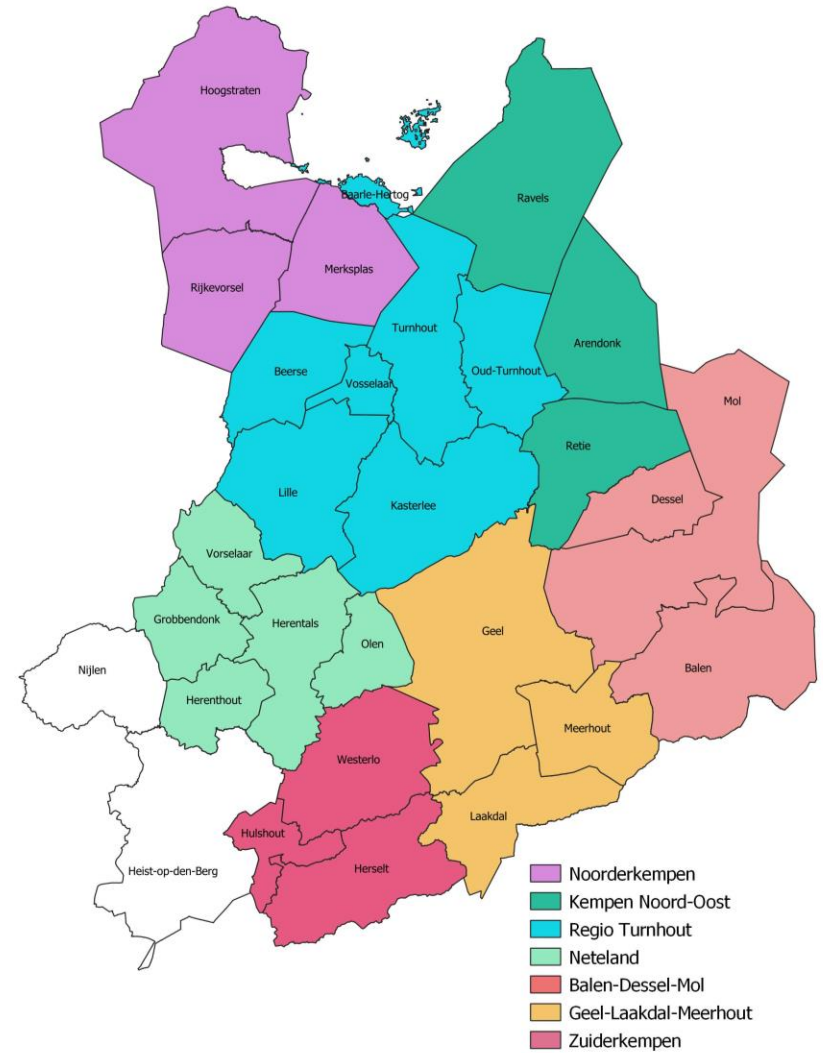 Hoogstraten
Baarle-Hertog
Ravels
Merksplas
Rijkevorsel
Turnhout
Arendonk
Beerse
Vosselaar
Oud-Turnhout
Mol
Retie
Lille
Kasterlee
Dessel
Vorselaar
Grobbendonk
Herentals
Geel
Olen
Nijlen
Balen
Herenthout
Meerhout
Westerlo
Laakdal
Hulshout
Herselt
Heist-op-den-Berg
Noorderkempen
Kempen Noord-Oost
Regio Turnhout
Neteland
Balen-Dessel-Mol
Geel-Laakdal-Meerhout
Zuiderkempen